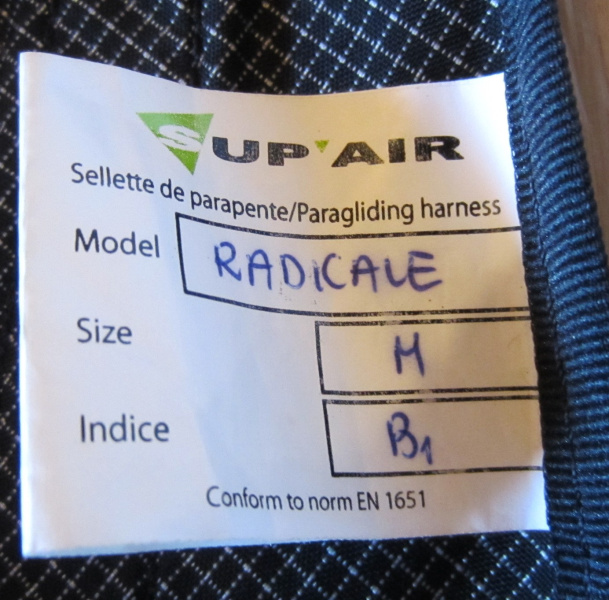 SUP'AIR
Sellette de parapente/Paragliding harness
Model RADICALE
Size M
Indice B1
Conform to norm EN 1651